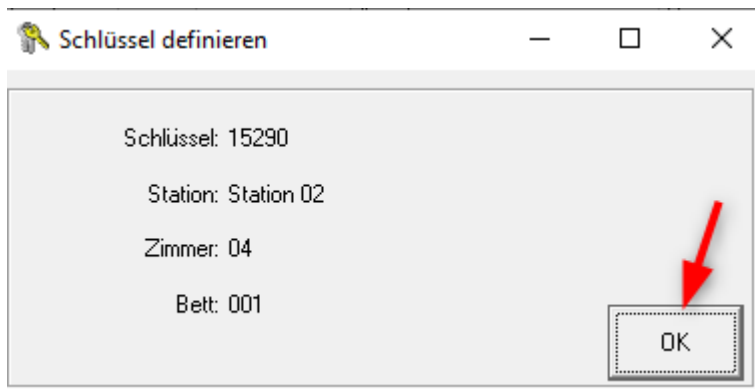 Schlüssel definieren
Schlüssel: 15290
Station: Station 02
Zimmer: 04
Bett: 001
OK